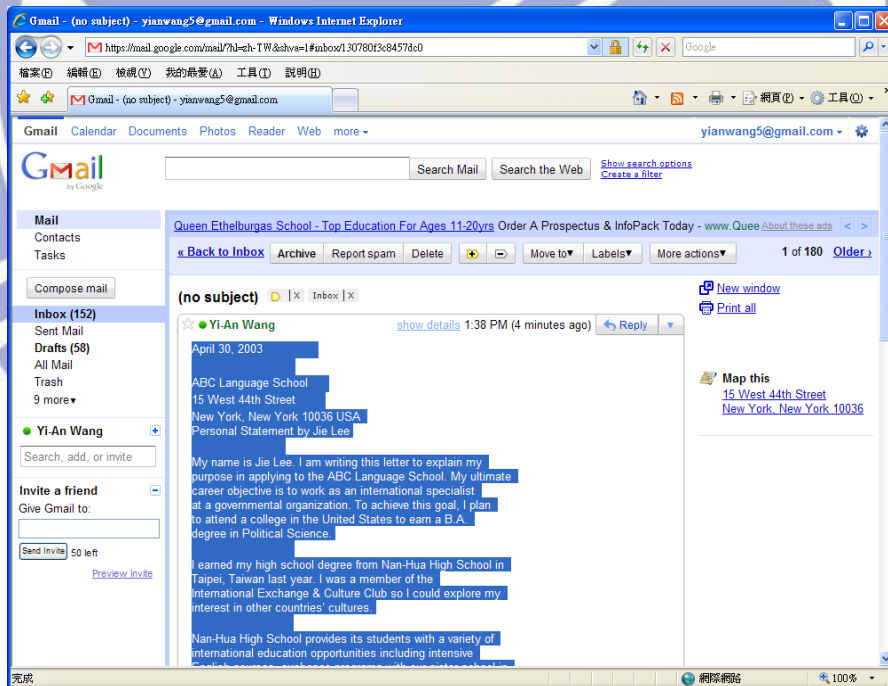 Gmail - (no subject) - yianwang5@gmail.com - Windows Internet Explorer
https://mail.google.com/mail/?hl=zh-TW&shva=1#inbox/130780f3c8457dc0
Google
檔案(F) 編輯(E) 檢視(V) 我的最愛(A) 工具(T) 說明(H)
Gmail - (no subject) - yianwang5@gmail.com
網頁(P) 工具(O)
Gmail Calendar Documents Photos Reader Web more
yianwang5@gmail.com
Gmail
by Google
Search Mail Search the Web
Show search options
Create a filter
Mail
Contacts
Tasks
Compose mail
Inbox (152)
Sent Mail
Drafts (58)
All Mail
Trash
9 more
Yi-An Wang
Search, add, or invite
Invite a friend
Give Gmail to:
Send Invite 50 left
Preview Invite
Queen Ethelburgas School - Top Education For Ages 11-20yrs Order A Prospectus & InfoPack Today - www.Quee About these ads < >
« Back to Inbox Archive Report spam Delete Move to Labels More actions 1 of 180 Older ›
(no subject) X Inbox X
Yi-An Wang show details 1:38 PM (4 minutes ago) Reply
April 30, 2003
ABC Language School
15 West 44th Street
New York, New York 10036 USA
Personal Statement by Jie Lee
My name is Jie Lee. I am writing this letter to explain my
purpose in applying to the ABC Language School. My ultimate
career objective is to work as an international specialist
at a governmental organization. To achieve this goal, I plan
to attend a college in the United States to earn a B.A.
degree in Political Science.
I earned my high school degree from Nan-Hua High School in
Taipei, Taiwan last year. I was a member of the
International Exchange & Culture Club so I could explore my
interest in other countries' cultures.
Nan-Hua High School provides its students with a variety of
international education opportunities including intensive
English courses, exchange programs with our sister school in
New window
Print all
Map this
15 West 44th Street
New York, New York 10036
完成
網際網路
100%